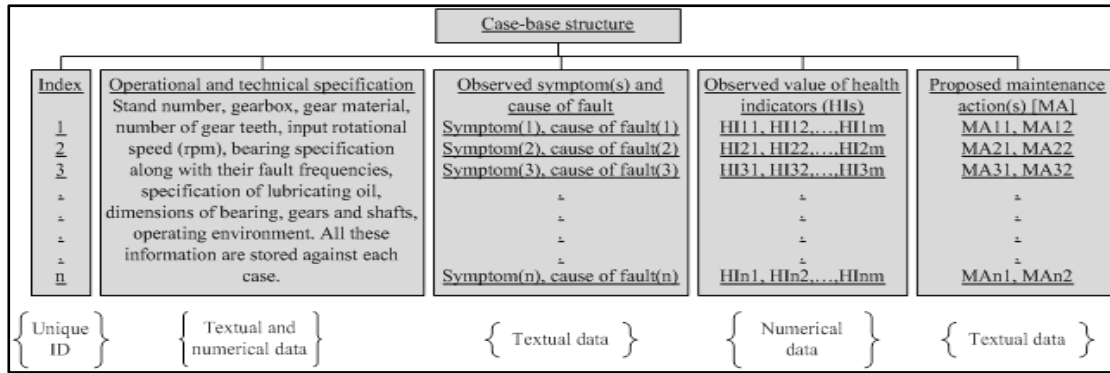 Case-base structure
Index
1
2
3
.
.
.
.
n
Operational and technical specification
Stand number, gearbox, gear material,
number of gear teeth, input rotational
speed (rpm), bearing specification
along with their fault frequencies,
specification of lubricating oil,
dimensions of bearing, gears and shafts,
operating environment. All these
information are stored against each
case.
Observed symptom(s) and
cause of fault
Symptom(1), cause of fault(1)
Symptom(2), cause of fault(2)
Symptom(3), cause of fault(3)
.
.
.
.
Symptom(n), cause of fault(n)
Observed value of health
indicators (HIs)
HI11, HI12,...,HI1m
HI21, HI22,...,HI2m
HI31, HI32,...,HI3m
.
.
.
.
HIn1, HIn2,...,HInm
Proposed maintenance
action(s) [MA]
MA11, MA12
MA21, MA22
MA31, MA32
.
.
.
.
MAn1, MAn2
{ Unique
ID }
{ Textual and
numerical data }
{ Textual data }
{ Numerical
data }
{ Textual data }